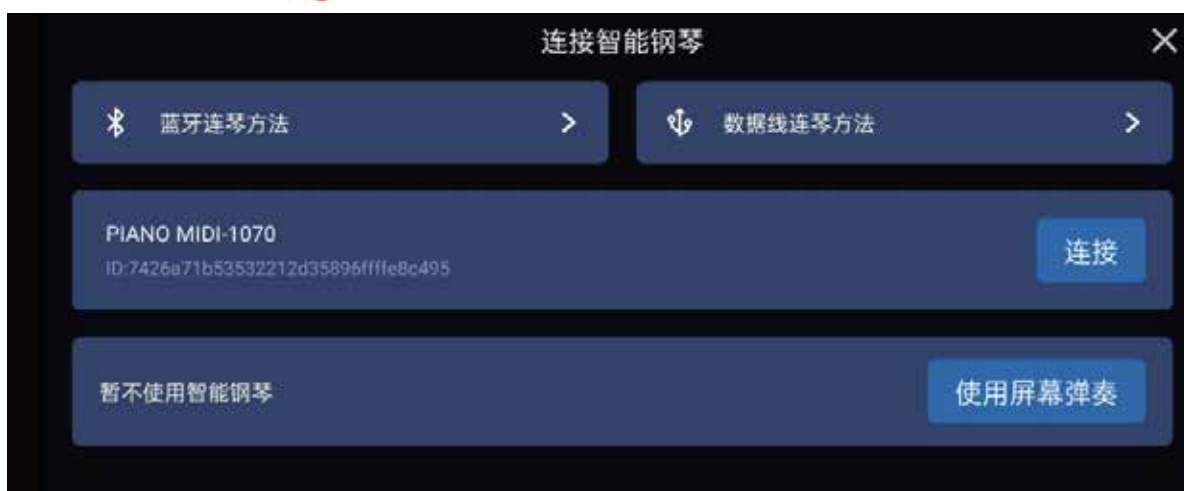 连接智能钢琴
蓝牙连琴方法
数据线连琴方法
PIANO MIDI-1070
ID:7426a71b53532212d35896ffffe8c495
连接
暂不使用智能钢琴
使用屏幕弹奏